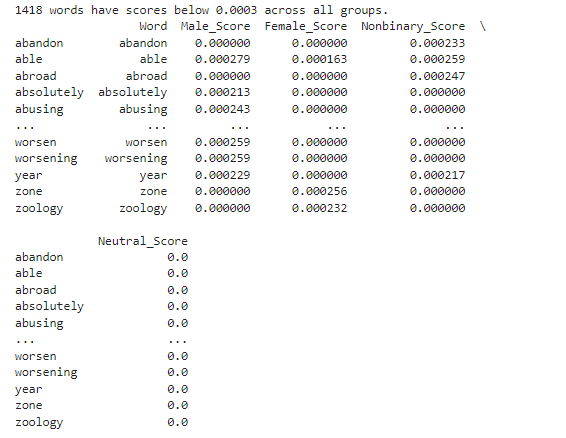 1418 words have scores below 0.0003 across all groups.
Word Male_Score Female_Score Nonbinary_Score \
abandon abandon 0.000000 0.000000 0.000233
able able 0.000279 0.000163 0.000259
abroad abroad 0.000000 0.000000 0.000247
absolutely absolutely 0.000213 0.000000 0.000000
abusing abusing 0.000243 0.000000 0.000000
... ... ... ... ...
worsen worsen 0.000259 0.000000 0.000000
worsening worsening 0.000259 0.000000 0.000000
year year 0.000229 0.000000 0.000217
zone zone 0.000000 0.000256 0.000000
zoology zoology 0.000000 0.000232 0.000000
Neutral_Score
abandon 0.0
able 0.0
abroad 0.0
absolutely 0.0
abusing 0.0
... ...
worsen 0.0
worsening 0.0
year 0.0
zone 0.0
zoology 0.0